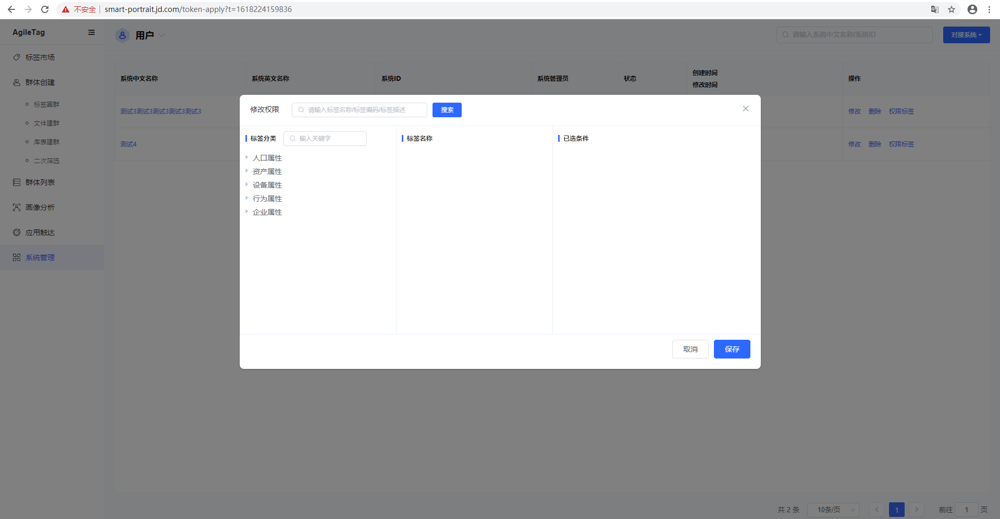 不安全 smart-portrait.jd.com/token-apply?t=1618224159836
AgileTag
用户
请输入系统中文名称/系统ID
对接系统 +
标签市场
群体创建
标签圈群
文件建群
库表建群
二次筛选
群体列表
画像分析
应用触达
系统管理
系统中文名称 系统英文名称 系统ID 系统管理员 状态 创建时间 操作
修改时间
测试3测试3测试3测试3测试3 修改 删除 权限标签
测试4 修改 删除 权限标签
修改权限 请输入标签名称/标签编码/标签描述 搜索
标签分类 输入关键字 标签名称 已选条件
人口属性
资产属性
设备属性
行为属性
企业属性
取消 保存
共 2 条 10条/页 1 前往 1 页